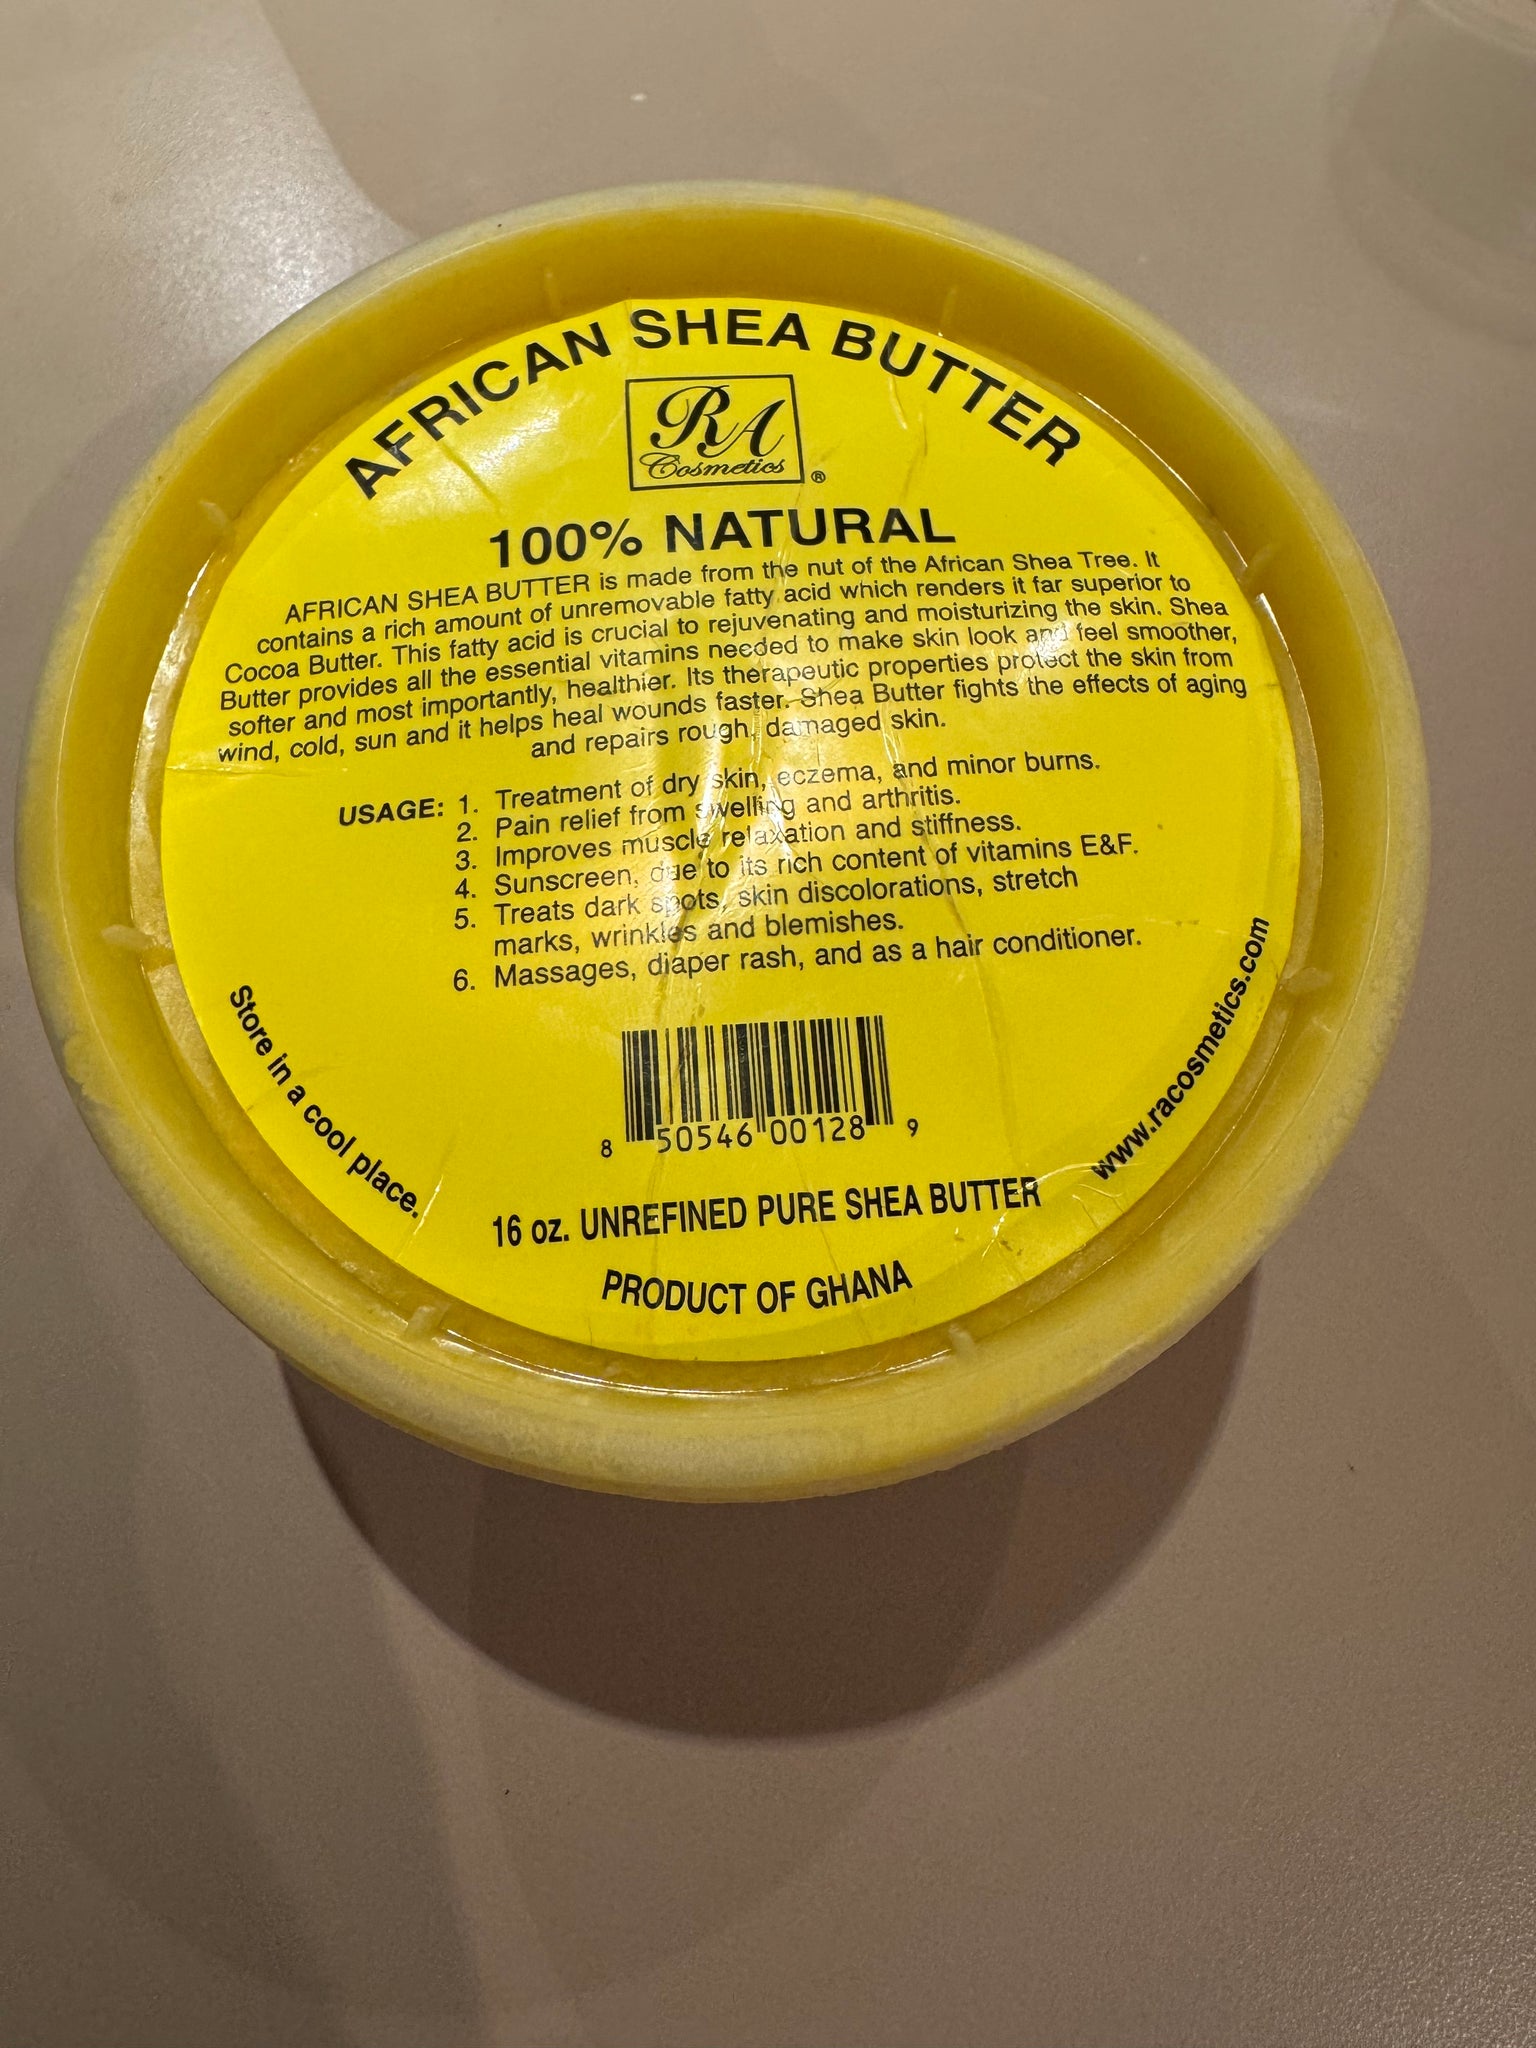 AFRICAN SHEA BUTTER
RA
Cosmetics
®
100% NATURAL
AFRICAN SHEA BUTTER is made from the nut of the African Shea Tree. It
contains a rich amount of unremovable fatty acid which renders it far superior to
Cocoa Butter. This fatty acid is crucial to rejuvenating and moisturizing the skin. Shea
Butter provides all the essential vitamins needed to make skin look and feel smoother,
softer and most importantly, healthier. Its therapeutic properties protect the skin from
wind, cold, sun and it helps heal wounds faster. Shea Butter fights the effects of aging
and repairs rough, damaged skin.
USAGE: 1. Treatment of dry skin, eczema, and minor burns.
2. Pain relief from swelling and arthritis.
3. Improves muscle relaxation and stiffness.
4. Sunscreen, due to its rich content of vitamins E&F.
5. Treats dark spots, skin discolorations, stretch
marks, wrinkles and blemishes.
6. Massages, diaper rash, and as a hair conditioner.
Store in a cool place.
www.racosmetics.com
8 50546 00128 9
16 oz. UNREFINED PURE SHEA BUTTER
PRODUCT OF GHANA